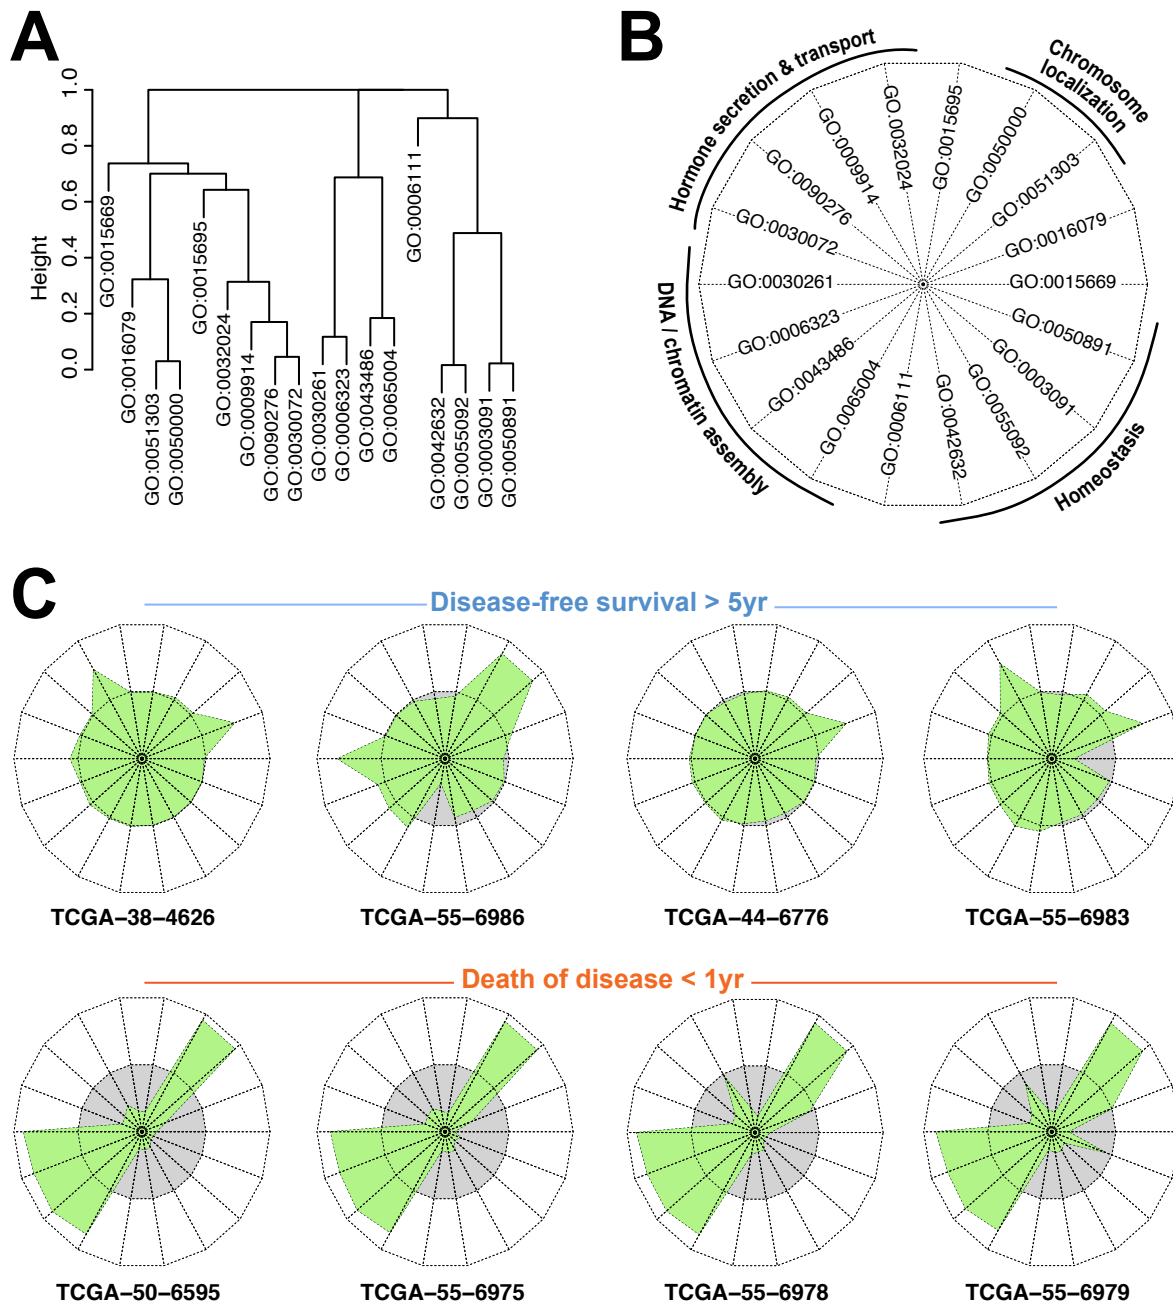 A
Height
0.0
0.2
0.4
0.6
0.8
1.0
GO:0015669
GO:0016079
GO:0051303
GO:0050000
GO:0015695
GO:0032024
GO:0009914
GO:0090276
GO:0030072
GO:0030261
GO:0006323
GO:0043486
GO:0065004
GO:0006111
GO:0042632
GO:0055092
GO:0003091
GO:0050891
B
Hormone secretion & transport
Chromosome
localization
DNA / chromatin assembly
Homeostasis
GO.0032024
GO:0015695
GO:0050000
GO:0051303
GO:0016079
GO:0015669
GO:0050891
GO:0003091
GO:0055092
GO:0042632
GO:0006111
GO:0065004
GO:0043486
GO:0006323
GO:0030261
GO:0030072
GO:0090276
GO:0009914
C
Disease-free survival > 5yr
TCGA–38–4626
TCGA–55–6986
TCGA–44–6776
TCGA–55–6983
Death of disease < 1yr
TCGA–50–6595
TCGA–55–6975
TCGA–55–6978
TCGA–55–6979